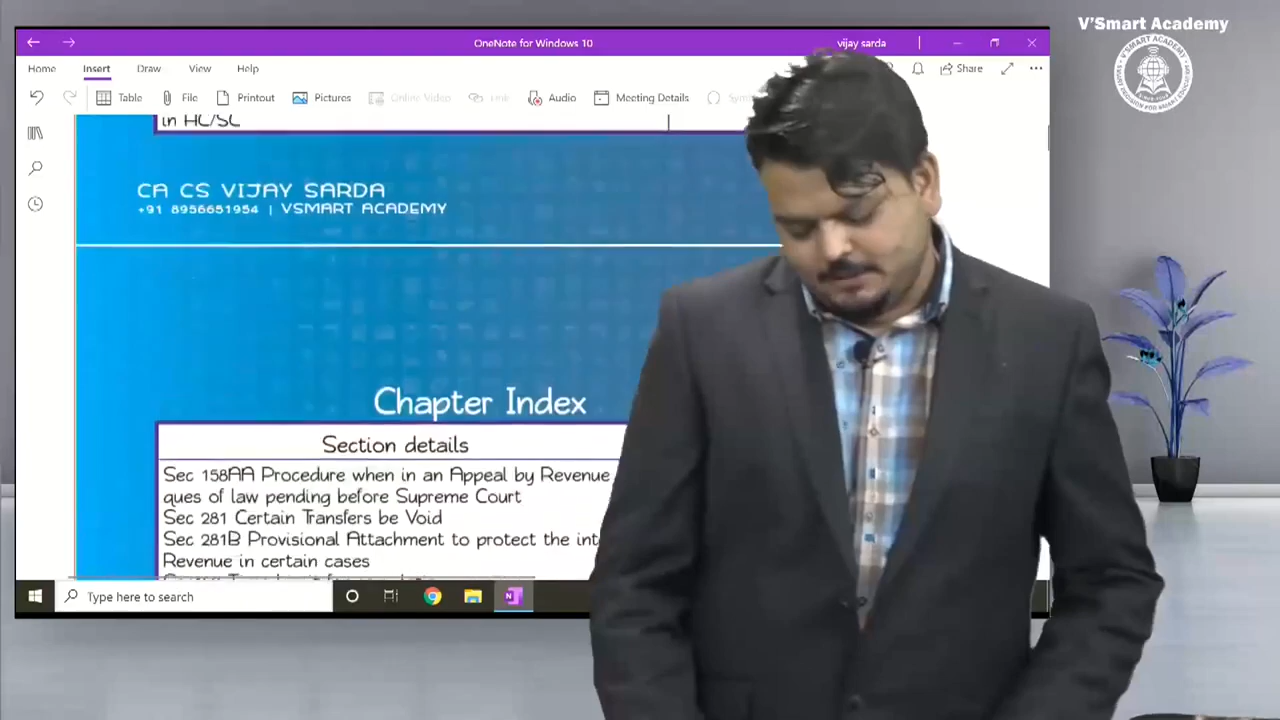 V'Smart Academy
OneNote for Windows 10
vijay sarda
Home
Insert
Draw
View
Help
Share
Table
File
Printout
Pictures
Online Video
Link
Audio
Meeting Details
in HC/SC
CA CS VIJAY SARDA
+91 8956651954 | VSMART ACADEMY
Chapter Index
Section details
Sec 158AA Procedure when in an Appeal by Revenue
ques of law pending before Supreme Court
Sec 281 Certain Transfers be Void
Sec 281B Provisional Attachment to protect the int
Revenue in certain cases
Type here to search